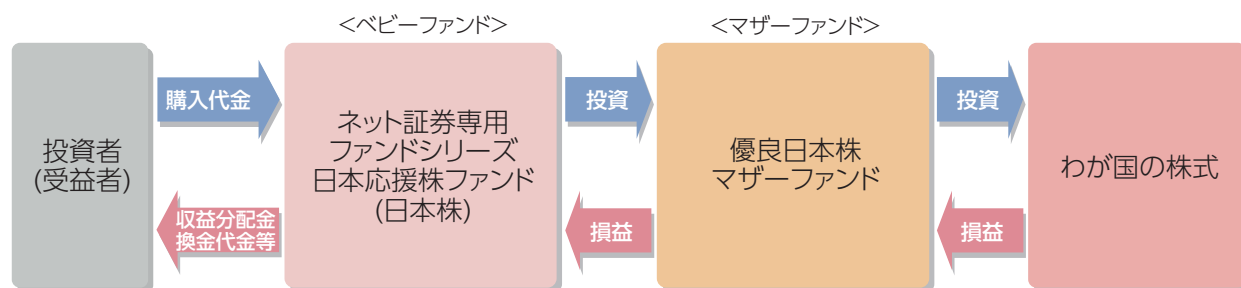 <ベビーファンド>
<マザーファンド>
投資者
(受益者)
購入代金
収益分配金
換金代金等
ネット証券専用
ファンドシリーズ
日本応援株ファンド
(日本株)
投資
損益
優良日本株
マザーファンド
投資
損益
わが国の株式